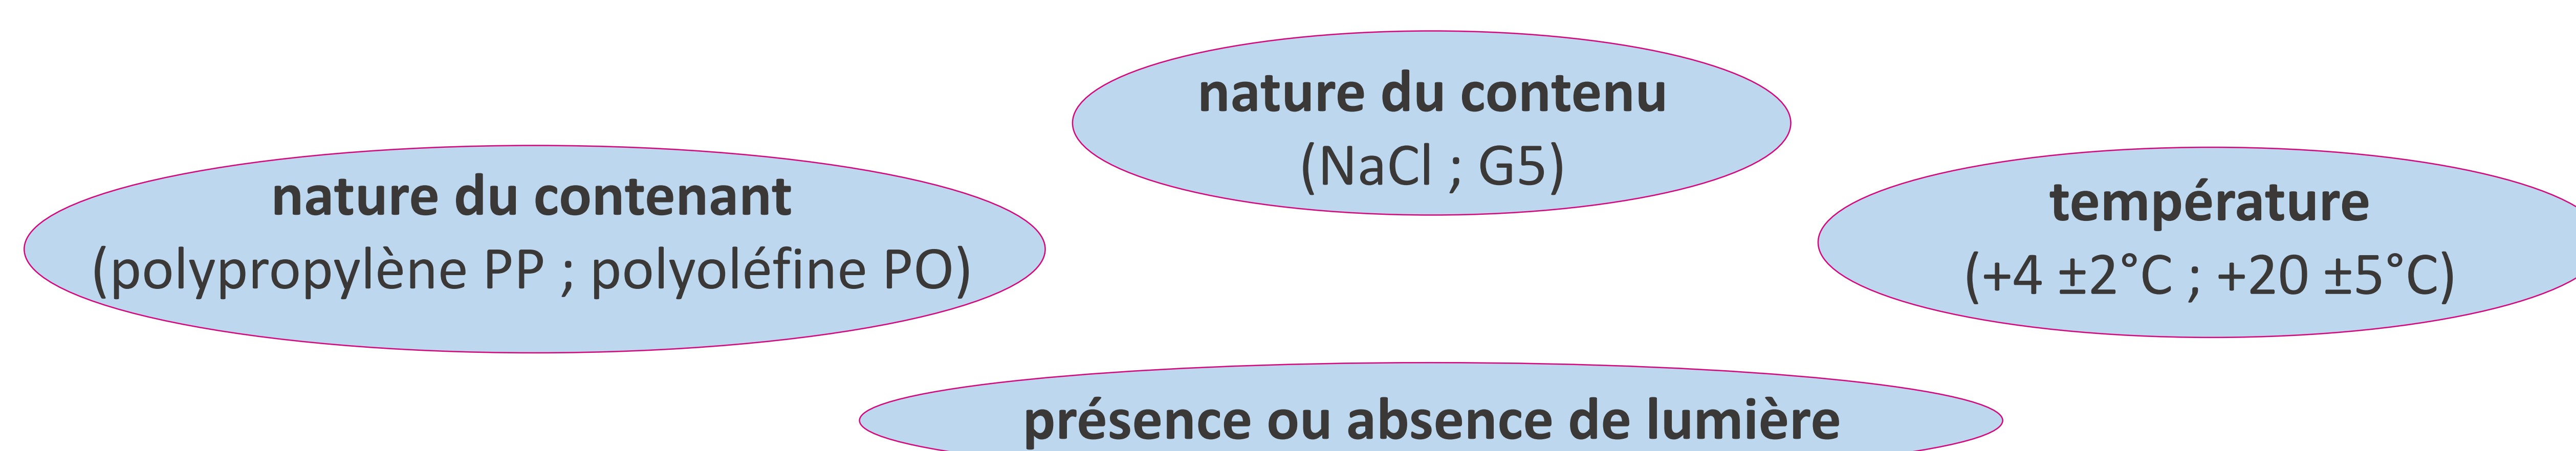 nature du contenu
(NaCl ; G5)
nature du contenant
(polypropylène PP ; polyoléfine PO)
température
(+4 ±2°C ; +20 ±5°C)
présence ou absence de lumière